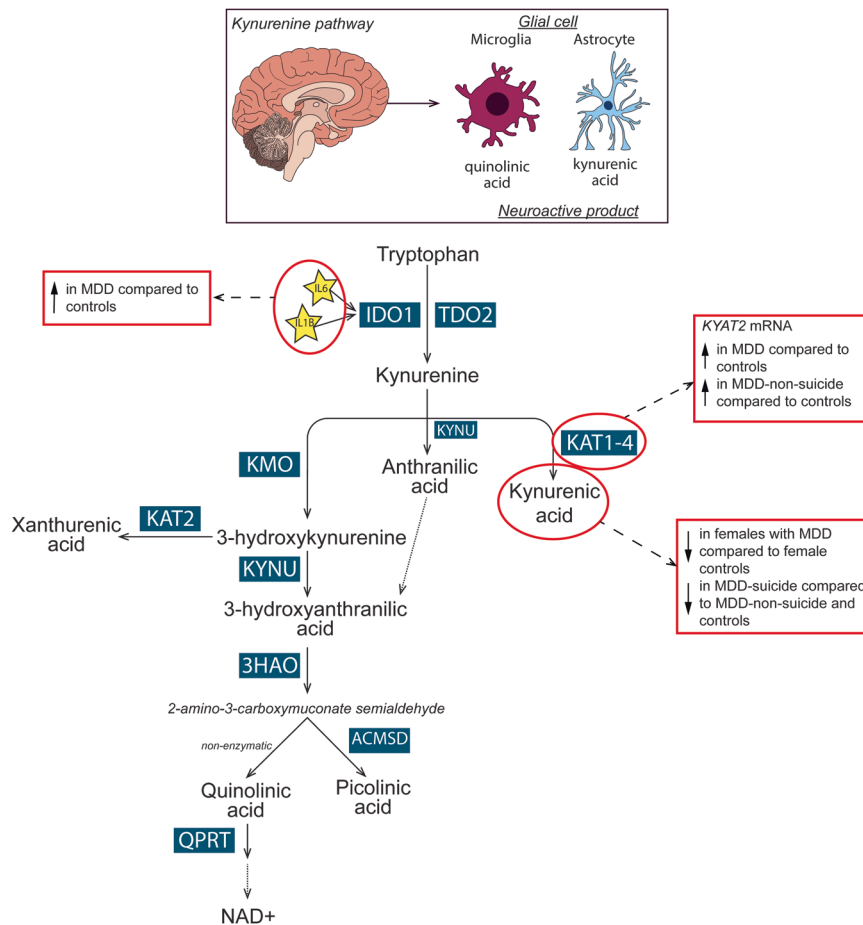 Kynurenine pathway
Glial cell
Microglia
Astrocyte
quinolinic
acid
kynurenic
acid
Neuroactive product
Tryptophan
in MDD compared to
controls
IL6
IL1B
IDO1
TDO2
Kynurenine
KYAT2 mRNA
in MDD compared to
controls
in MDD-non-suicide
compared to controls
KYNU
KMO
KAT1-4
Anthranilic
acid
Kynurenic
acid
Xanthurenic
acid
KAT2
3-hydroxykynurenine
KYNU
in females with MDD
compared to female
controls
in MDD-suicide compared
to MDD-non-suicide and
controls
3-hydroxyanthranilic
acid
3HAO
2-amino-3-carboxymuconate semialdehyde
non-enzymatic
ACMSD
Quinolinic
acid
Picolinic
acid
QPRT
NAD+